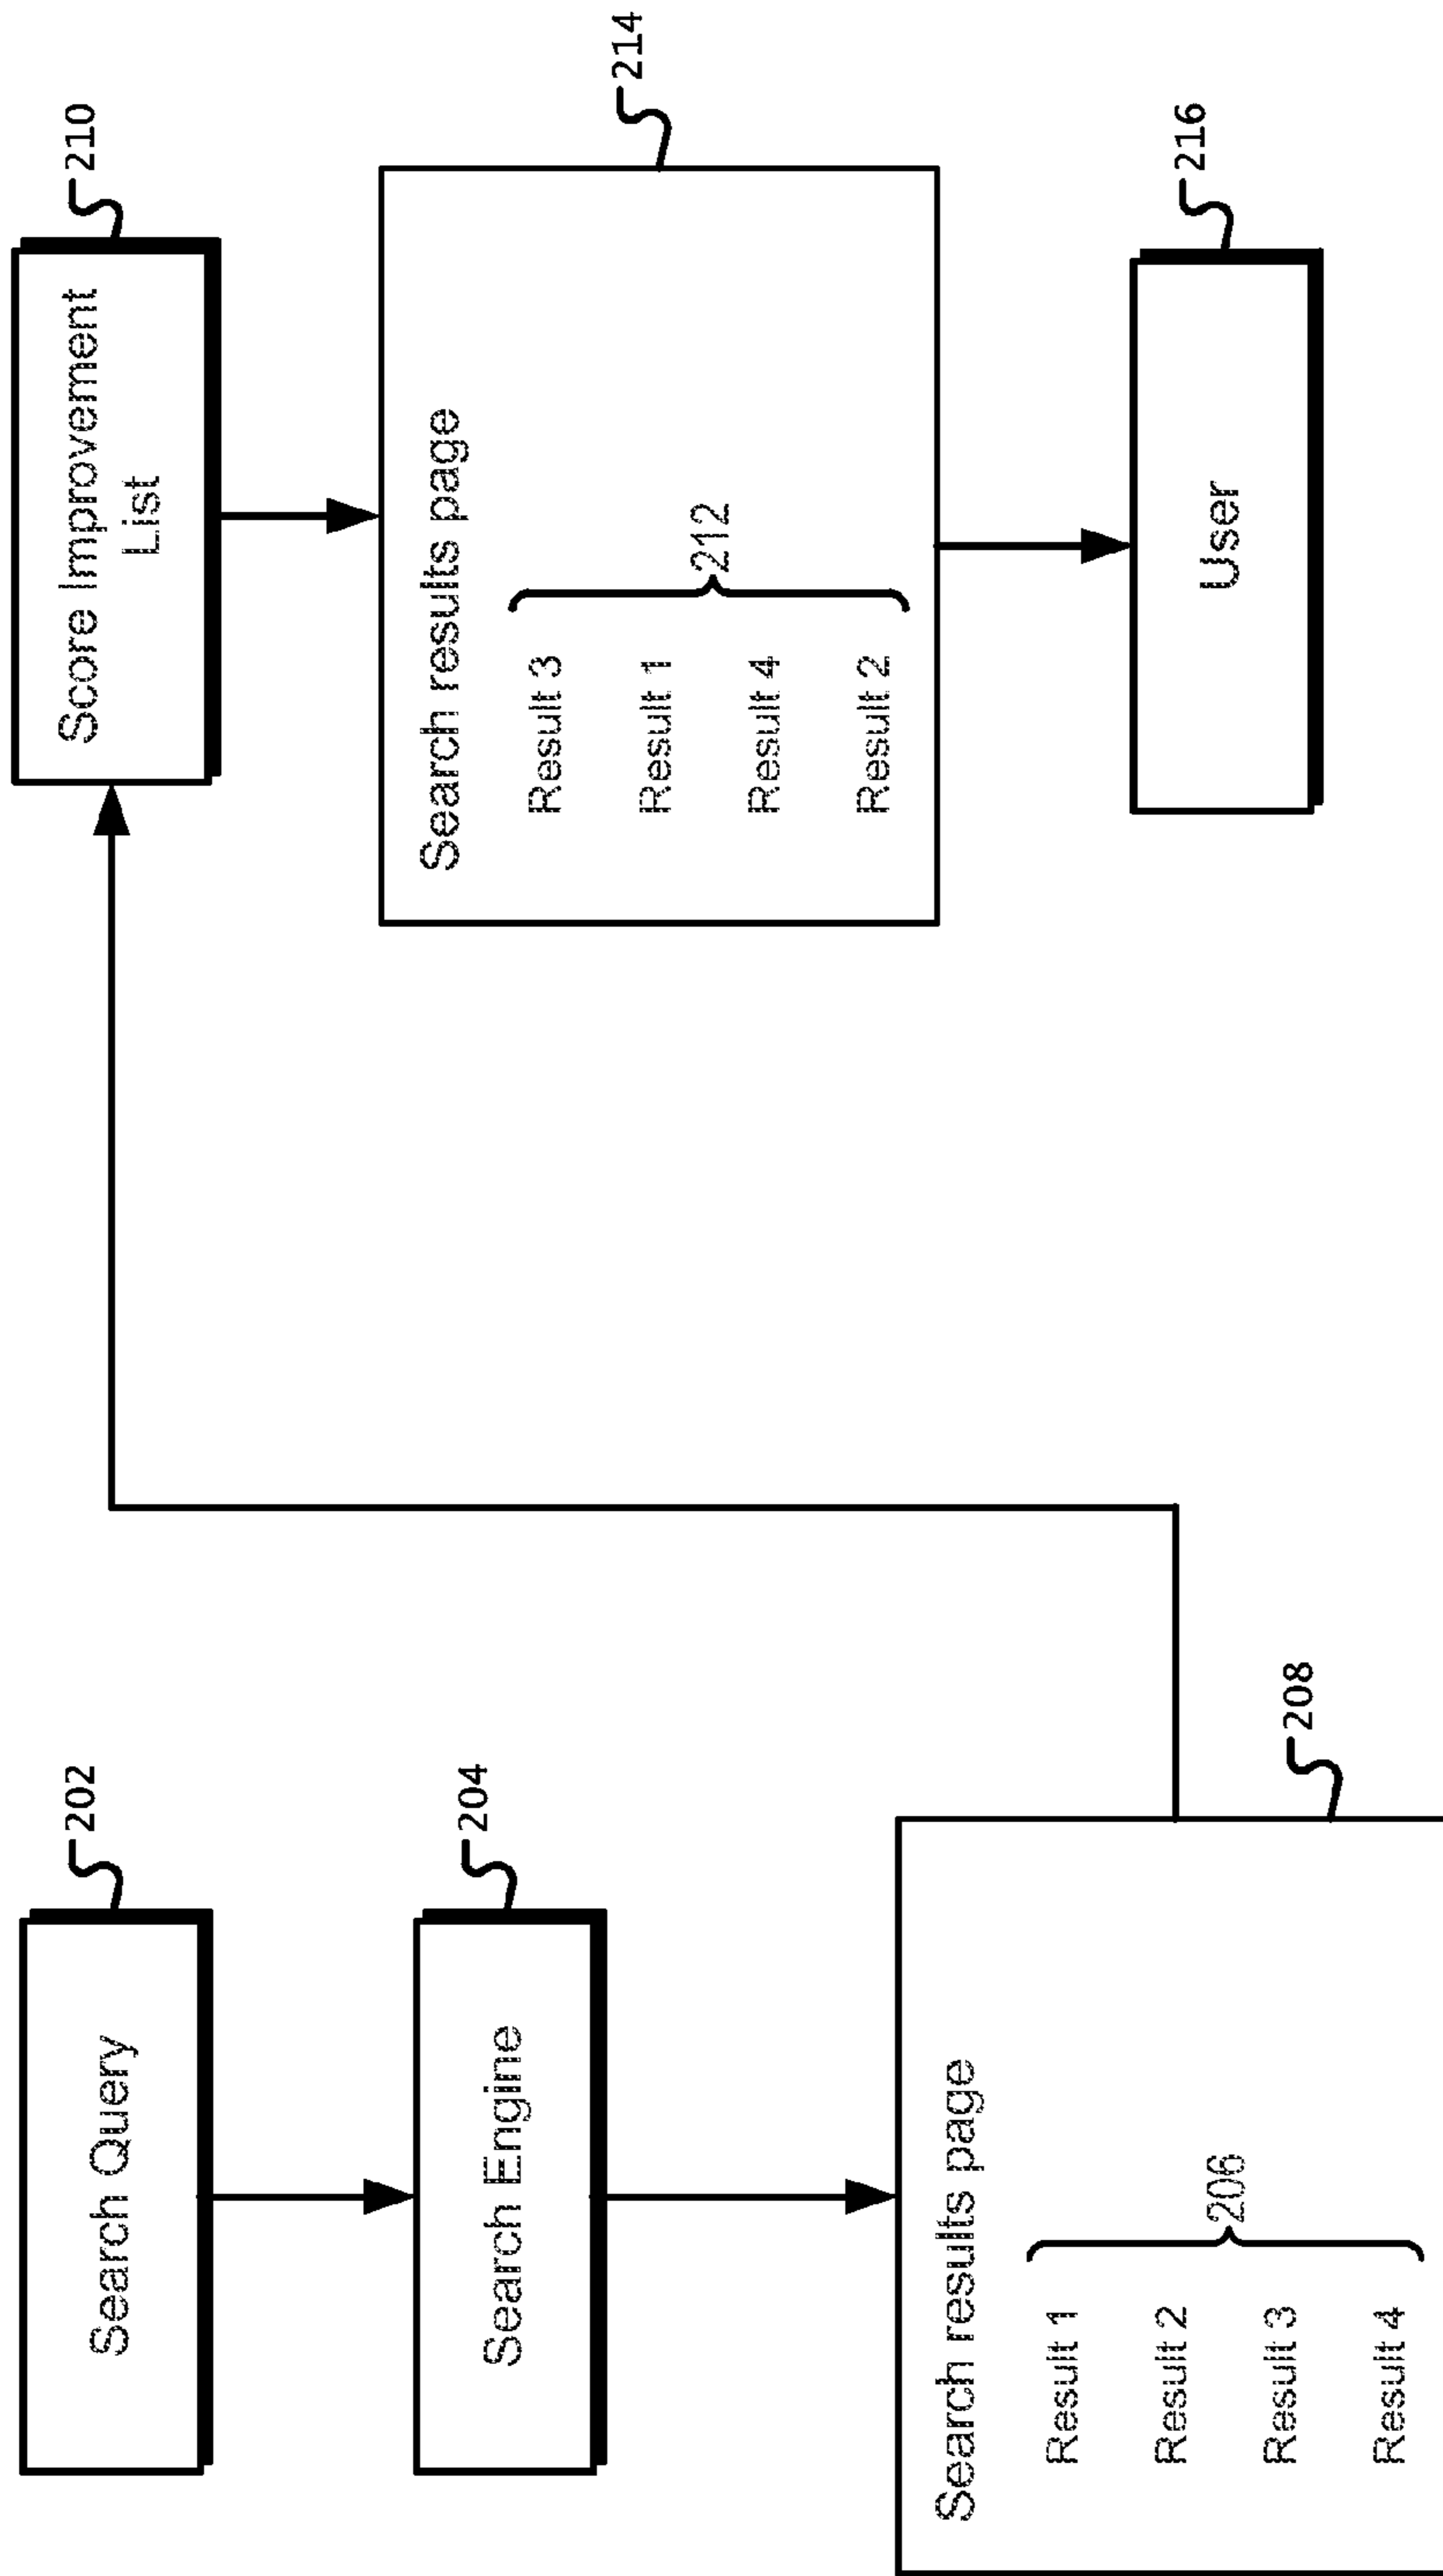 Search Query
202
Search Engine
204
Search results page
Result 1
Result 2
Result 3
Result 4
206
208
Score Improvement
List
210
Search results page
Result 3
Result 1
Result 4
Result 2
212
214
User
216